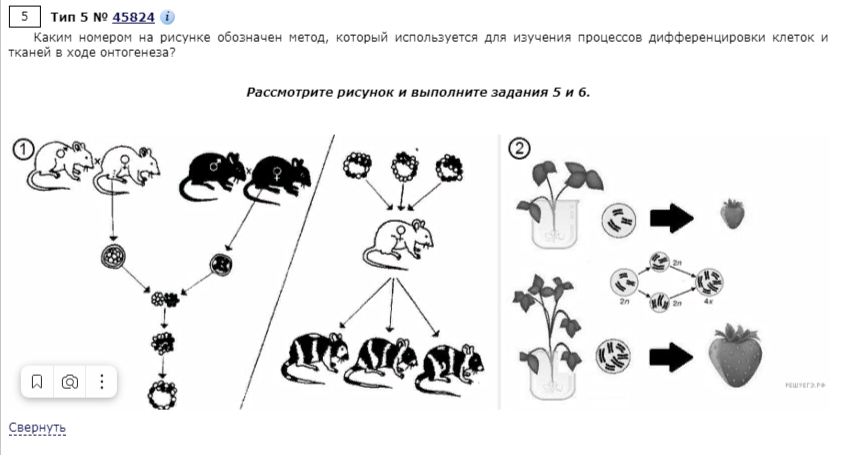 5 Тип 5 № 45824 i
Каким номером на рисунке обозначен метод, который используется для изучения процессов дифференцировки клеток и
тканей в ходе онтогенеза?
Рассмотрите рисунок и выполните задания 5 и 6.
1
♂ x ♀ ♂ x ♀
♀
2
2n
2n 2n 4x
РЕШУЕГЭ.РФ
Свернуть